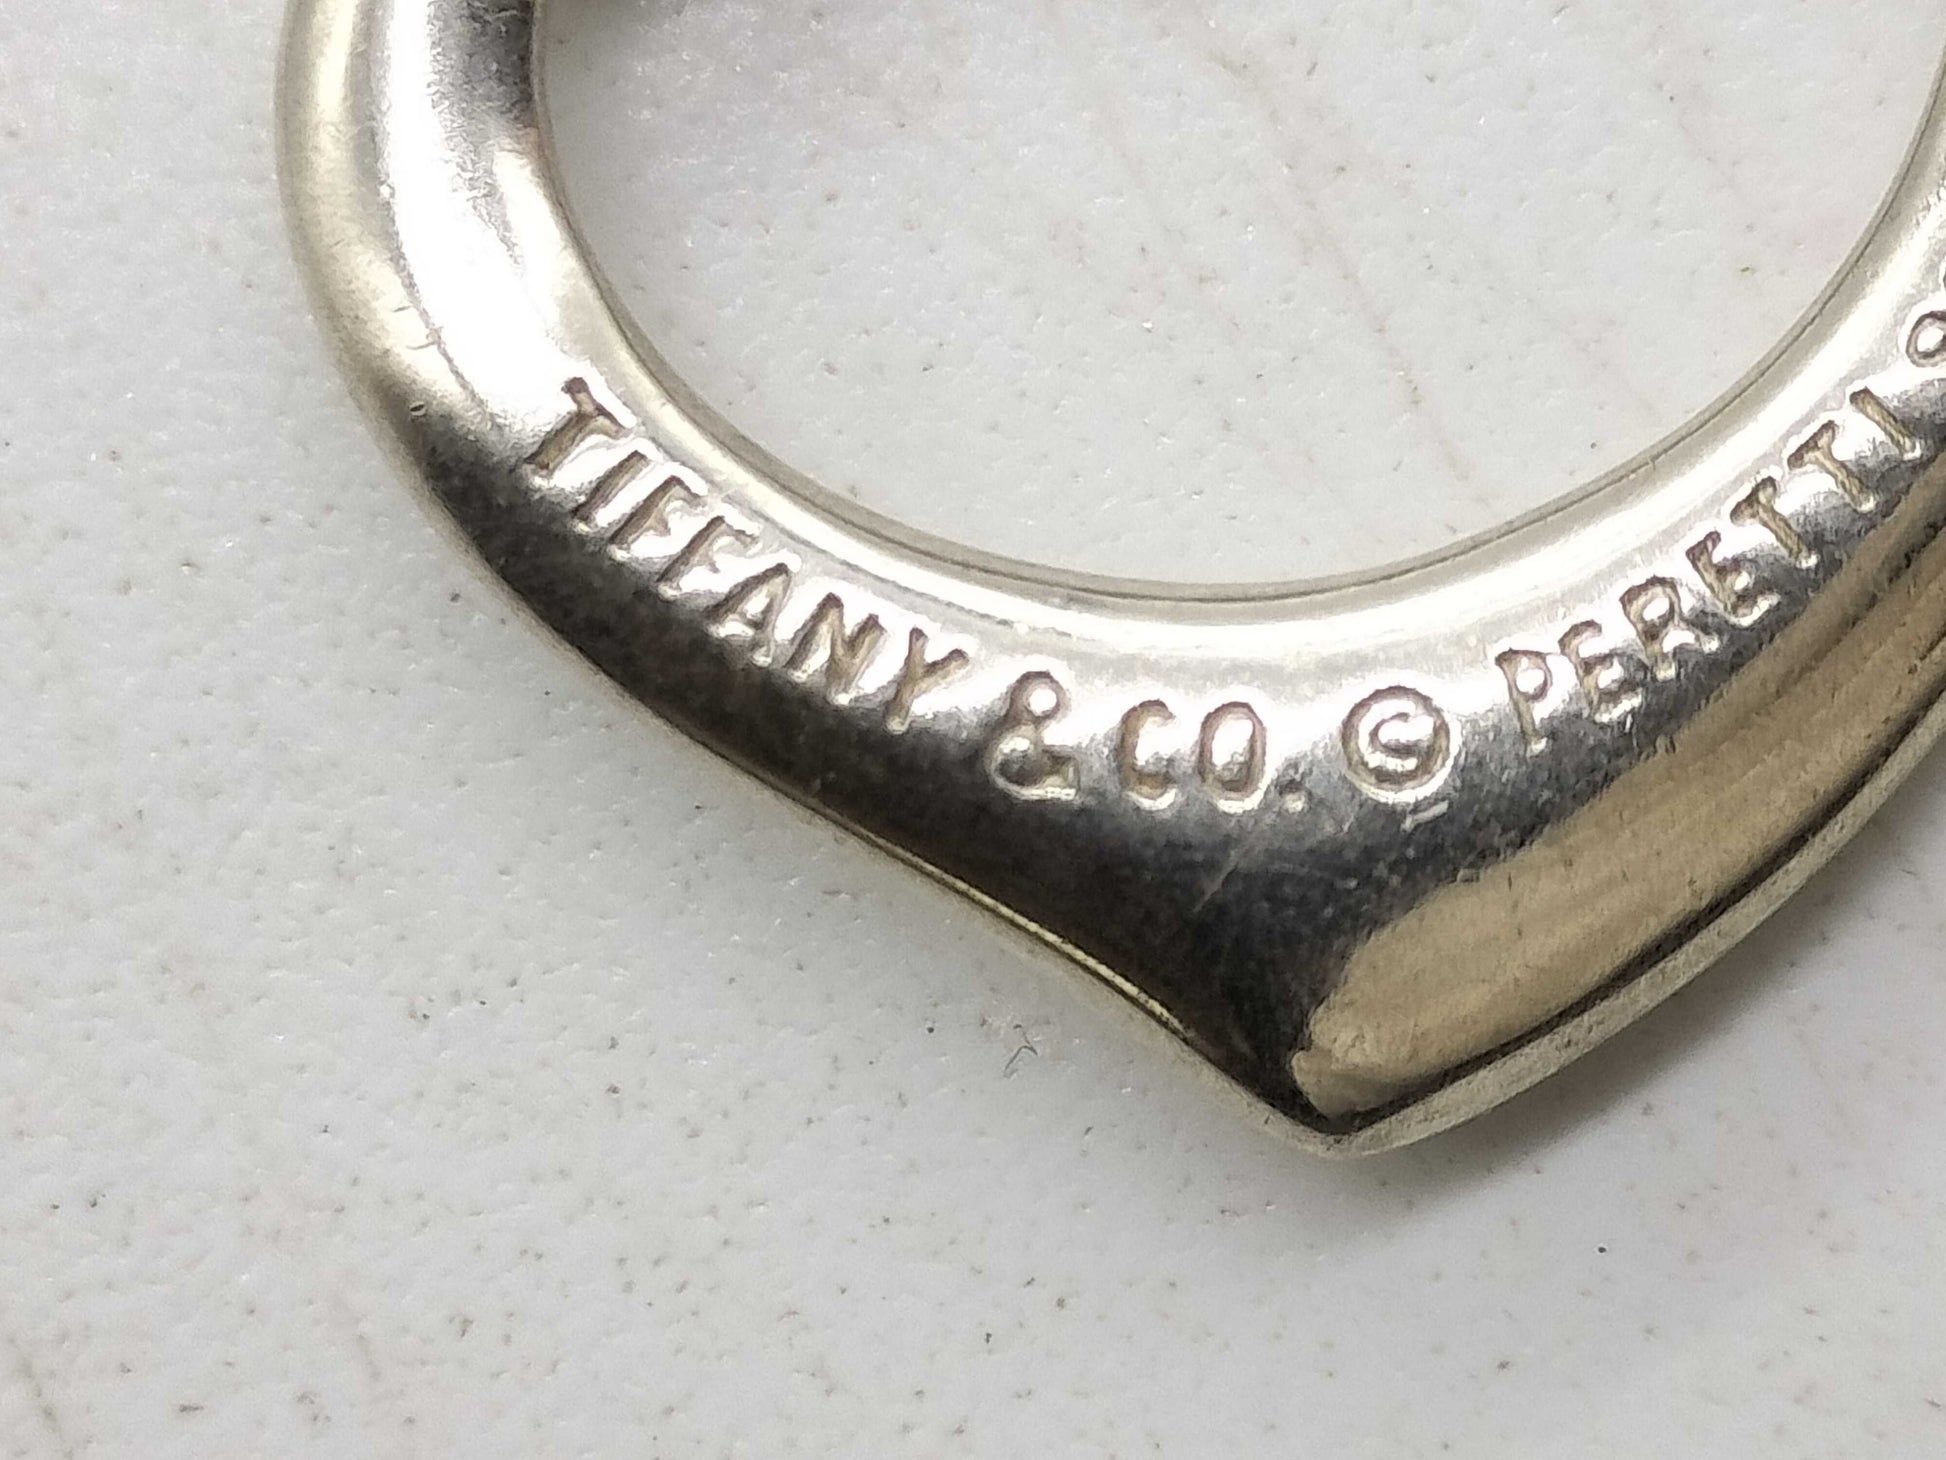 TIFFANY & CO. © PERETTI